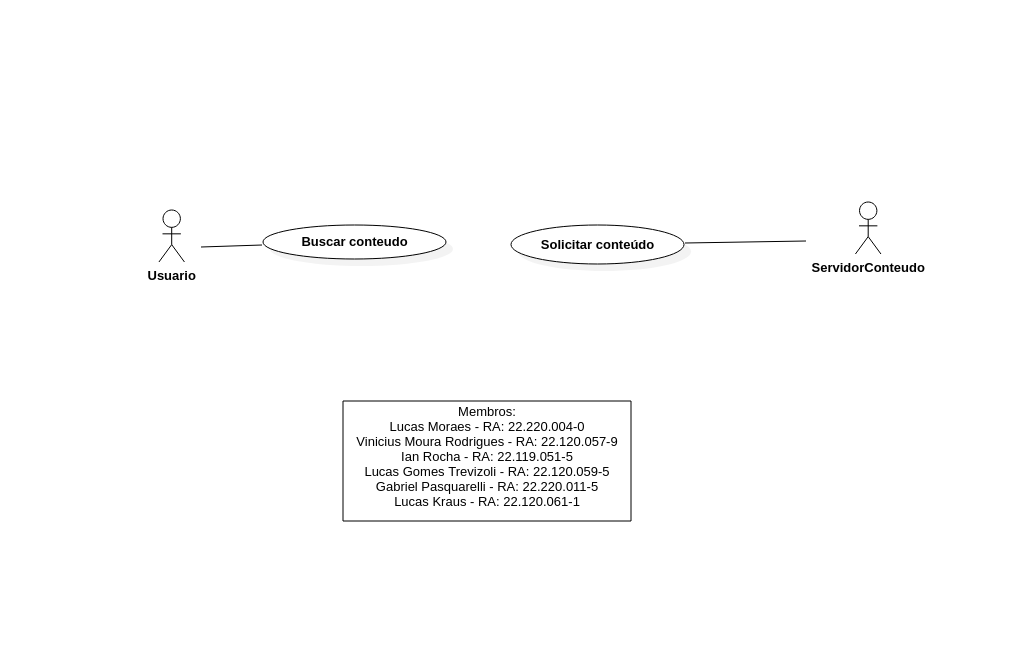 Buscar conteudo
Solicitar conteúdo
Usuario
ServidorConteudo
Membros:
Lucas Moraes - RA: 22.220.004-0
Vinicius Moura Rodrigues - RA: 22.120.057-9
Ian Rocha - RA: 22.119.051-5
Lucas Gomes Trevizoli - RA: 22.120.059-5
Gabriel Pasquarelli - RA: 22.220.011-5
Lucas Kraus - RA: 22.120.061-1